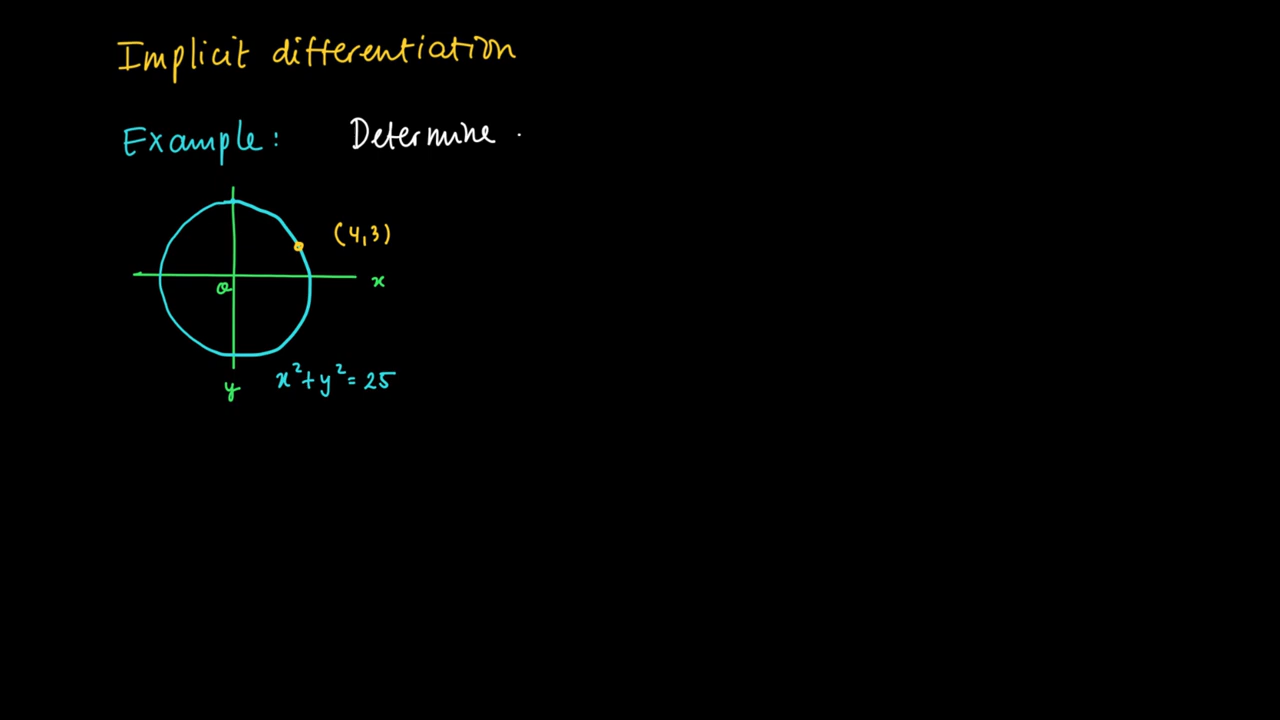 Implicit differentiation
Example: Determine .
(4,3)
x
O
y
x²+y²=25